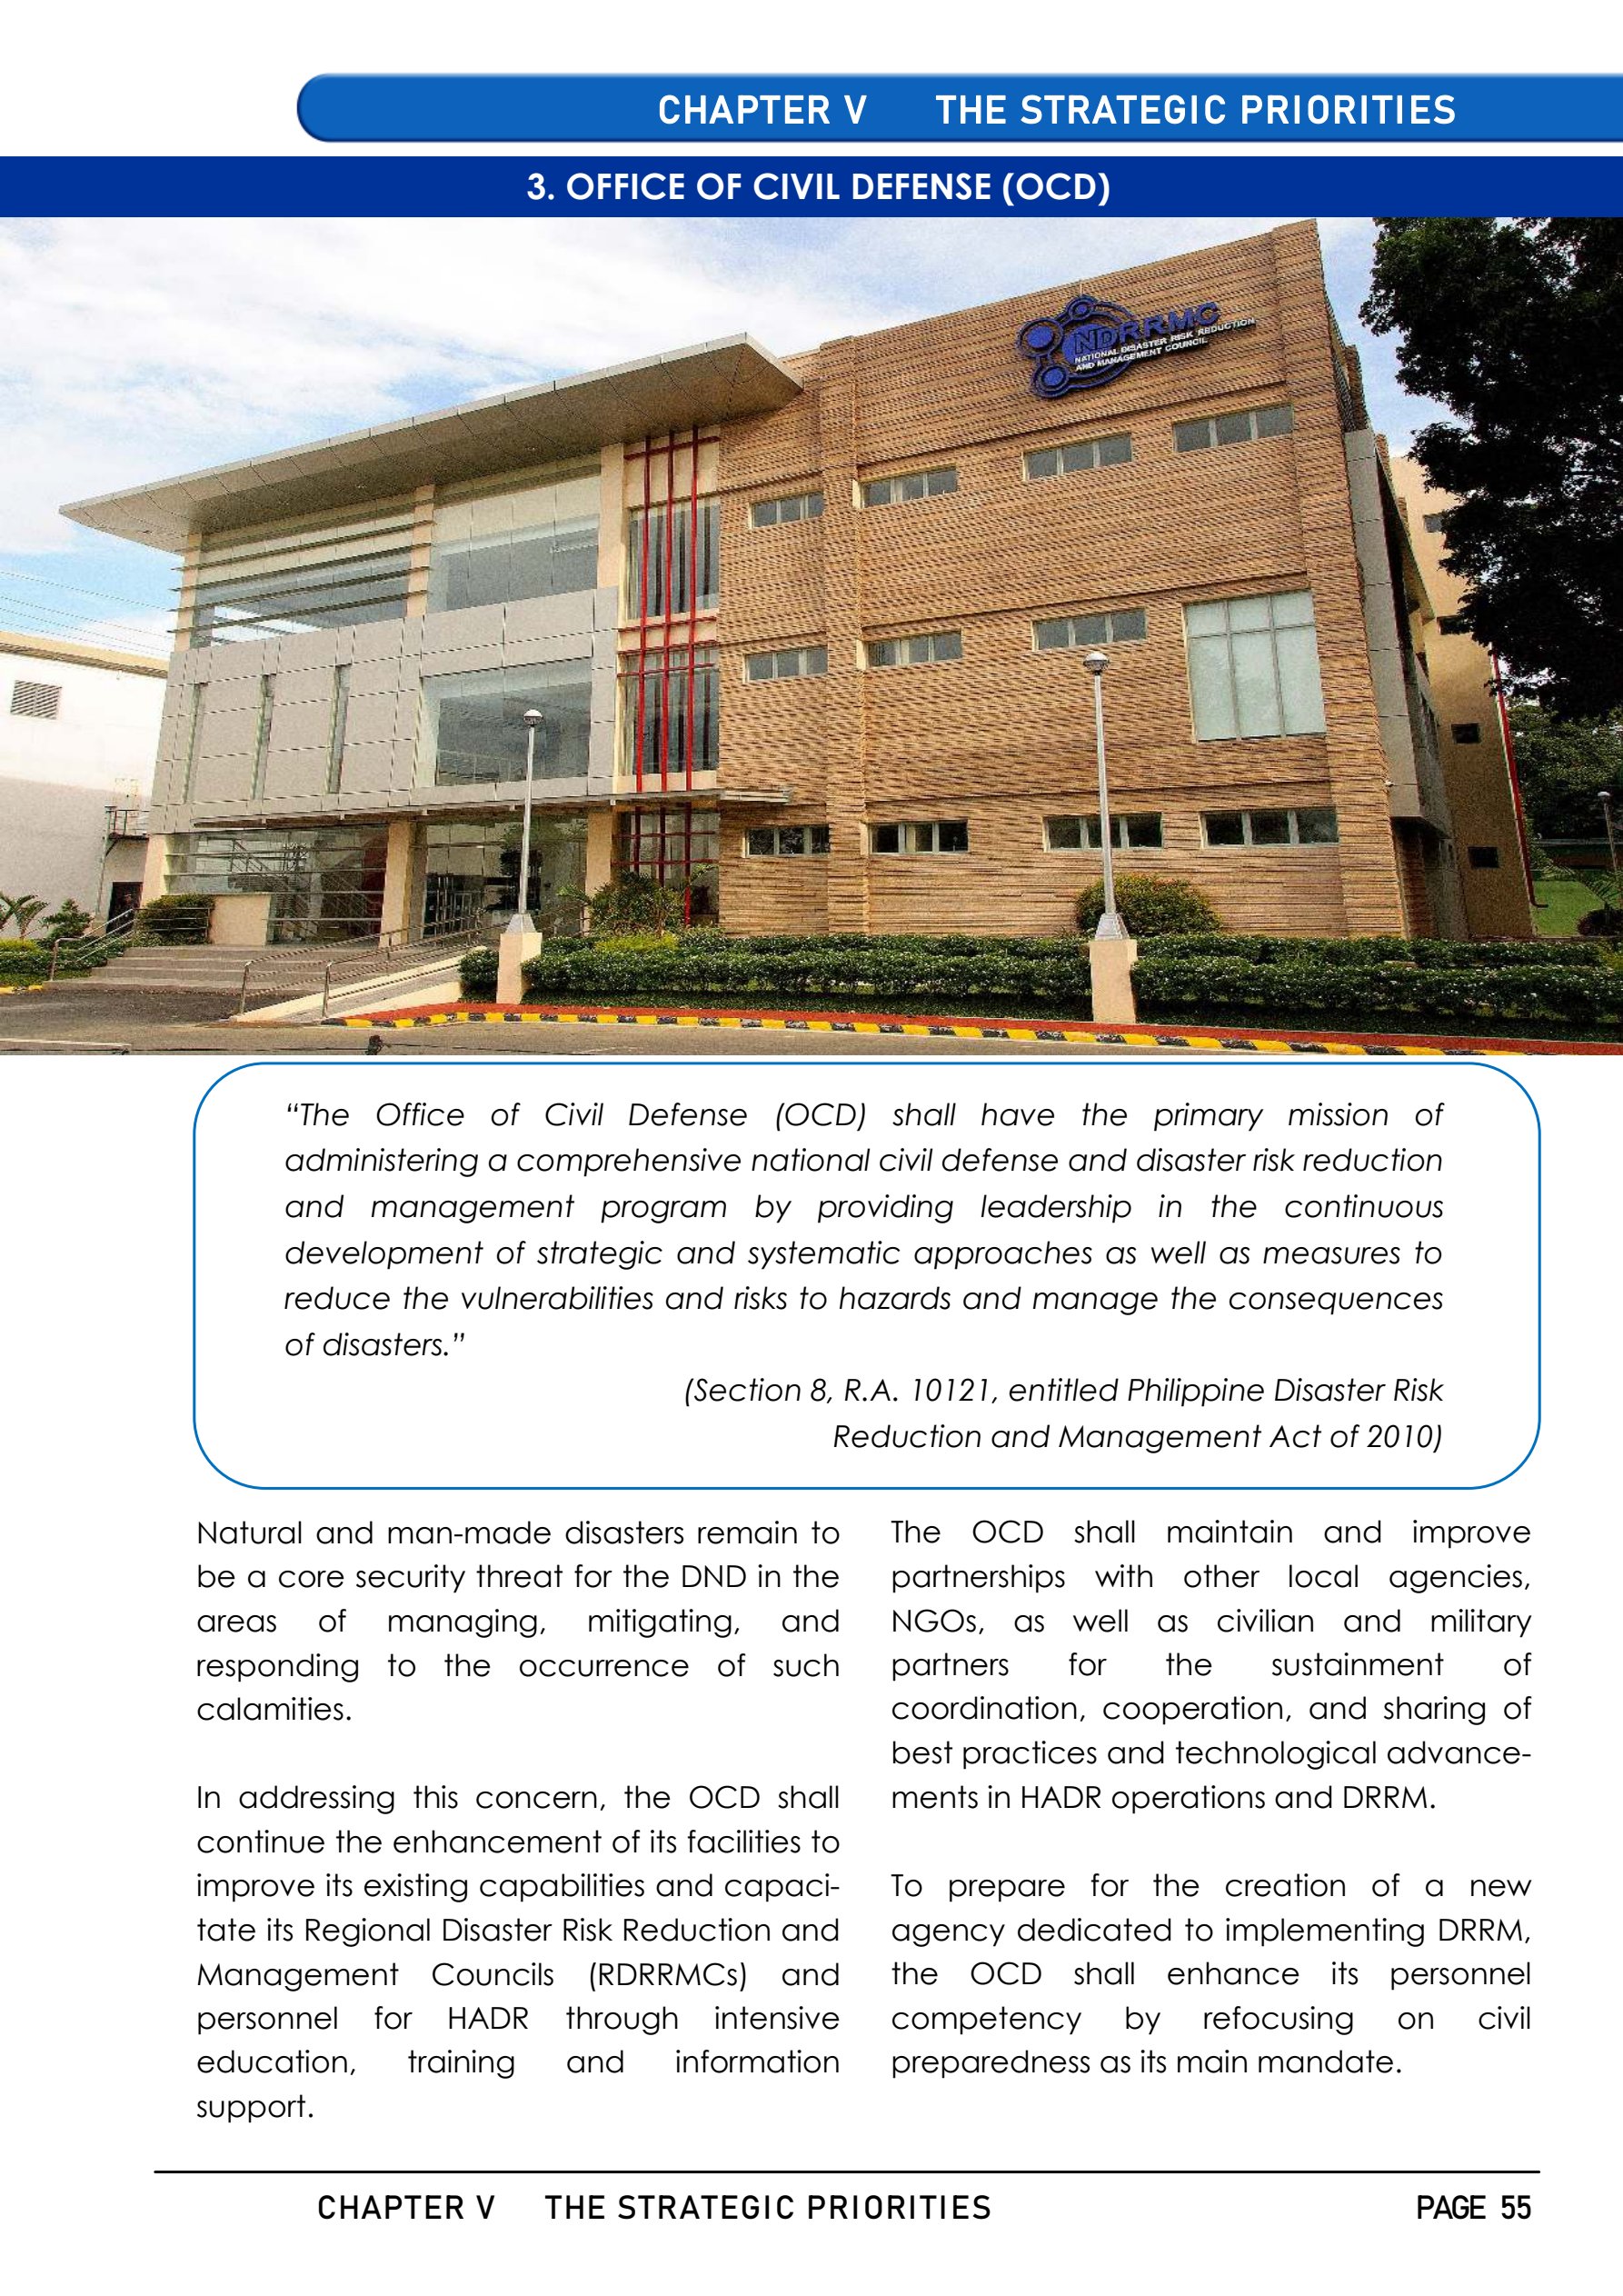 CHAPTER V THE STRATEGIC PRIORITIES
3. OFFICE OF CIVIL DEFENSE (OCD)
NDRRMC
NATIONAL DISASTER RISK REDUCTION
AND MANAGEMENT COUNCIL
“The Office of Civil Defense (OCD) shall have the primary mission of
administering a comprehensive national civil defense and disaster risk reduction
and management program by providing leadership in the continuous
development of strategic and systematic approaches as well as measures to
reduce the vulnerabilities and risks to hazards and manage the consequences
of disasters.”
(Section 8, R.A. 10121, entitled Philippine Disaster Risk
Reduction and Management Act of 2010)
Natural and man-made disasters remain to
be a core security threat for the DND in the
areas of managing, mitigating, and
responding to the occurrence of such
calamities.
In addressing this concern, the OCD shall
continue the enhancement of its facilities to
improve its existing capabilities and capaci-
tate its Regional Disaster Risk Reduction and
Management Councils (RDRRMCs) and
personnel for HADR through intensive
education, training and information
support.
The OCD shall maintain and improve
partnerships with other local agencies,
NGOs, as well as civilian and military
partners for the sustainment of
coordination, cooperation, and sharing of
best practices and technological advance-
ments in HADR operations and DRRM.
To prepare for the creation of a new
agency dedicated to implementing DRRM,
the OCD shall enhance its personnel
competency by refocusing on civil
preparedness as its main mandate.
CHAPTER V THE STRATEGIC PRIORITIES PAGE 55